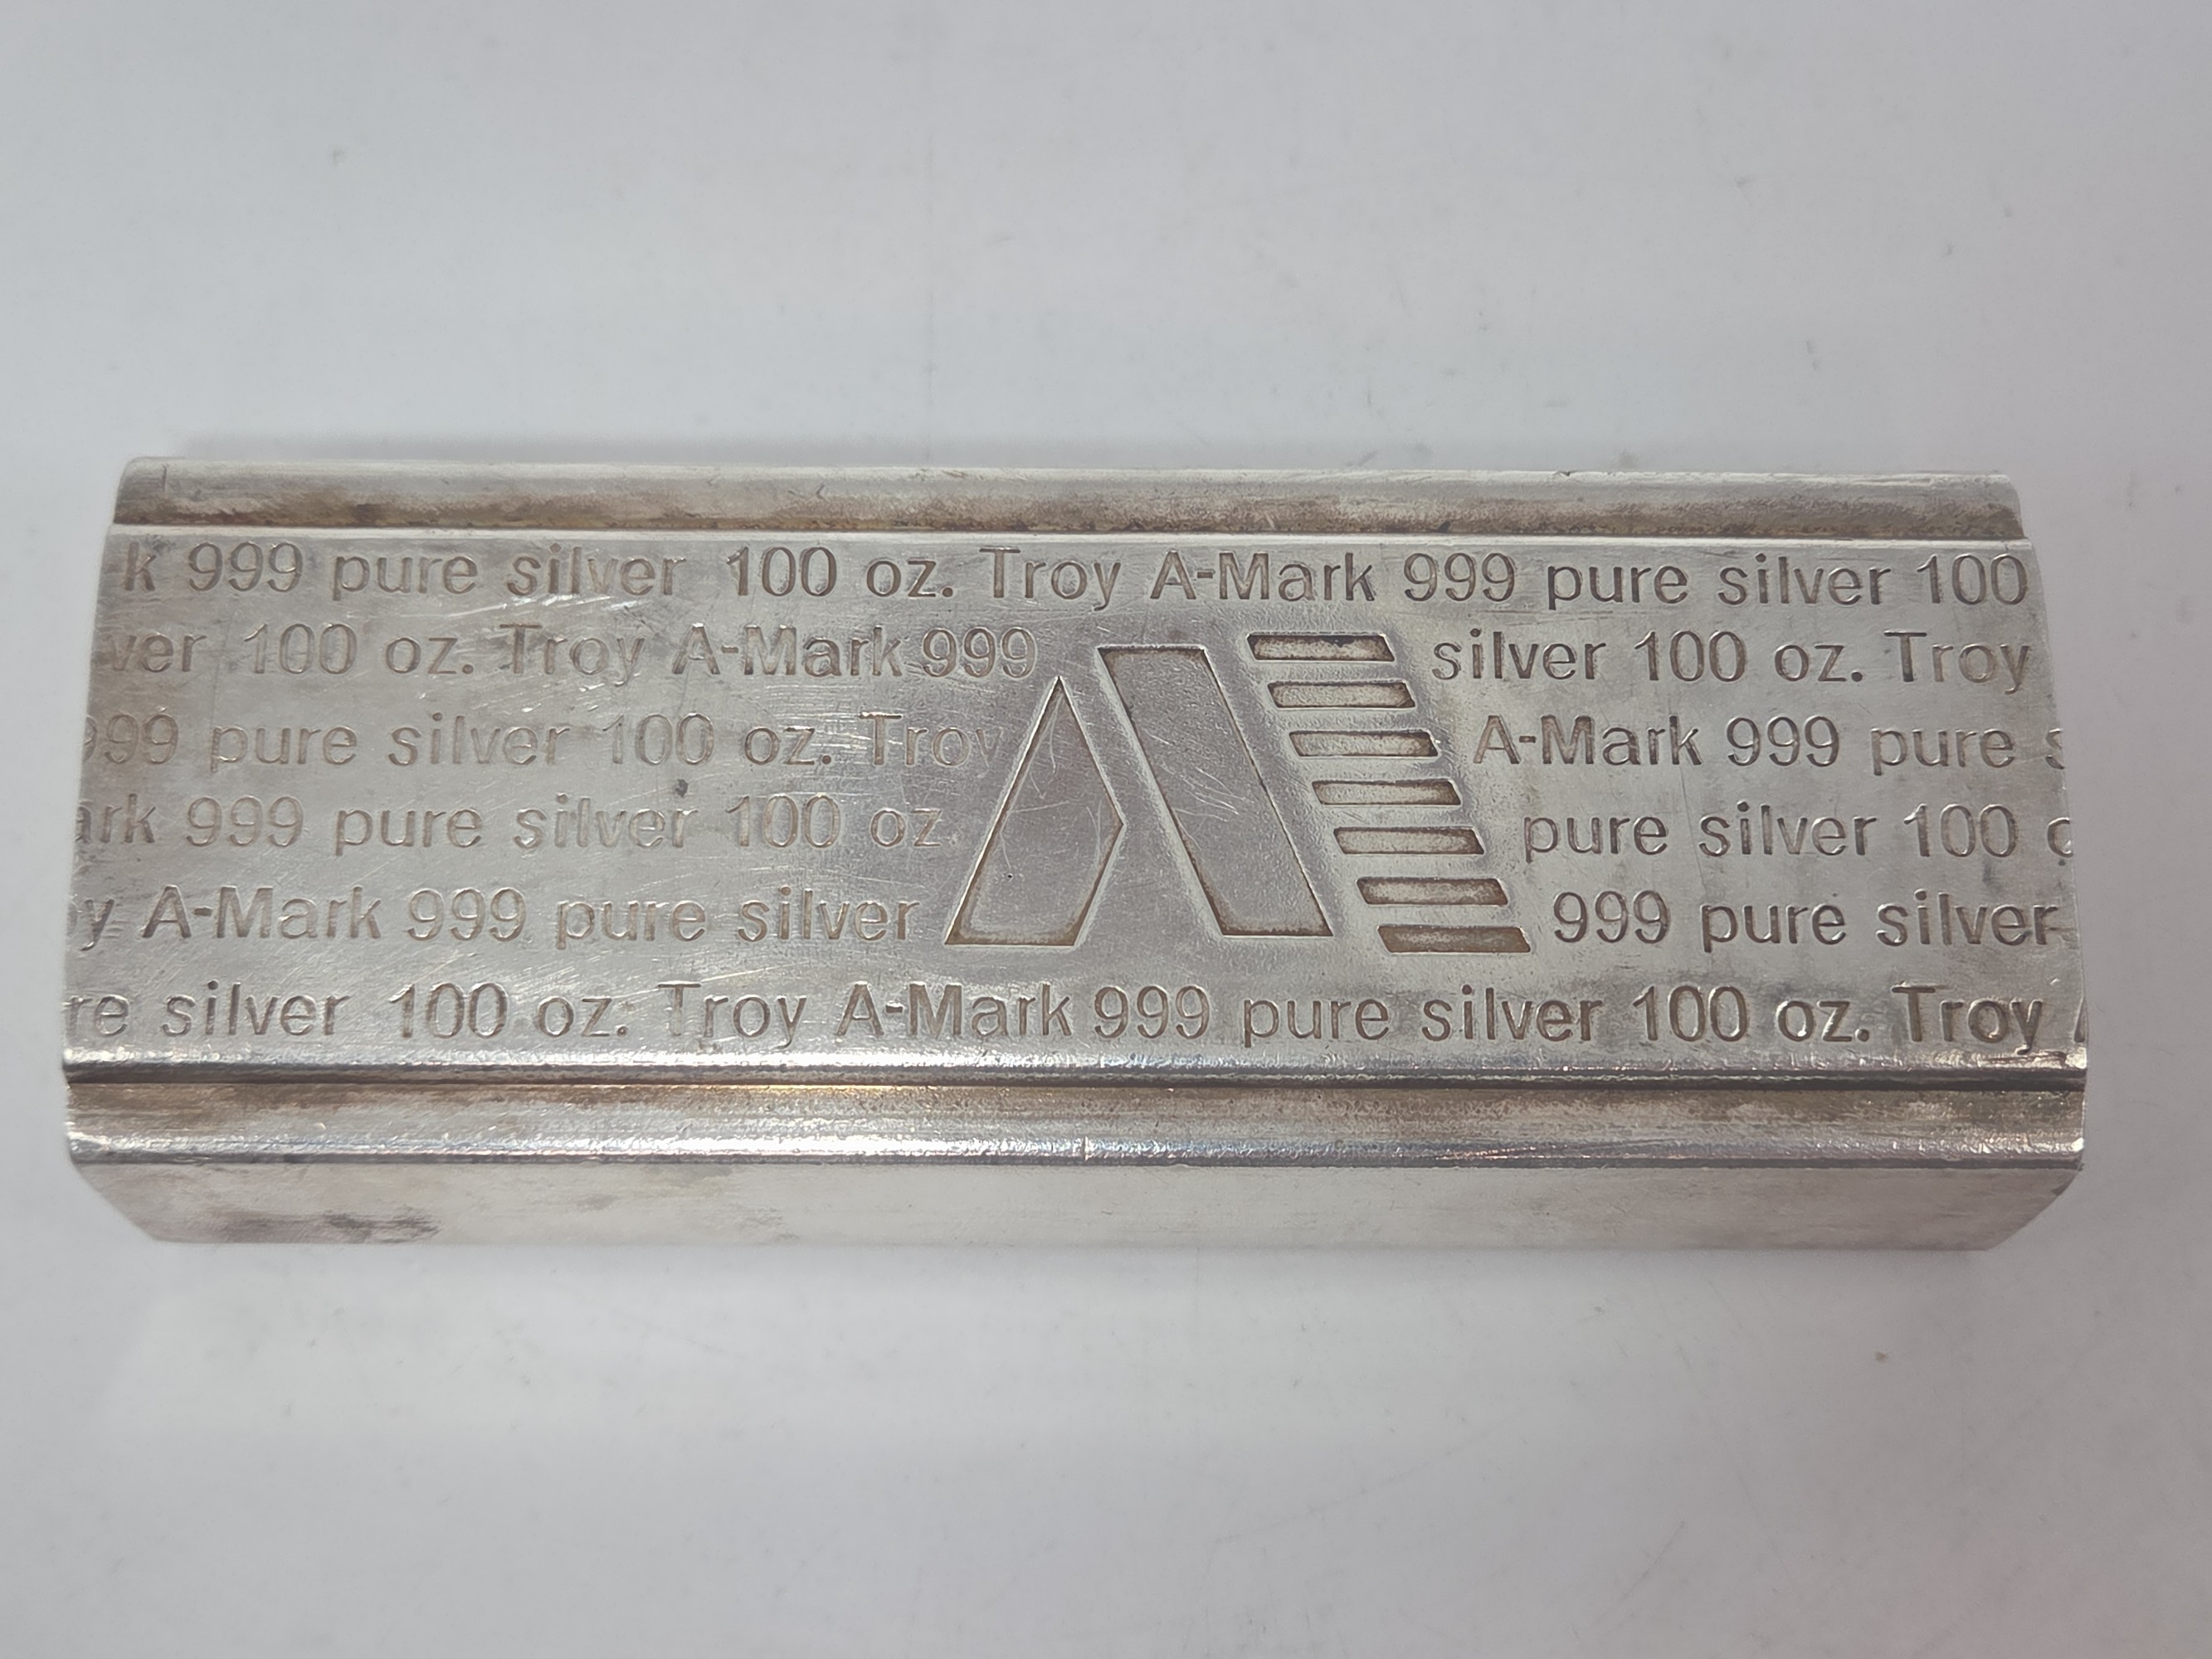 k 999 pure silver 100 oz. Troy A-Mark 999 pure silver 100
ver 100 oz. Troy A-Mark 999 silver 100 oz. Troy
999 pure silver 100 oz. Troy A-Mark 999 pure s
ark 999 pure silver 100 oz. pure silver 100 o
y A-Mark 999 pure silver 999 pure silver
re silver 100 oz. Troy A-Mark 999 pure silver 100 oz. Troy